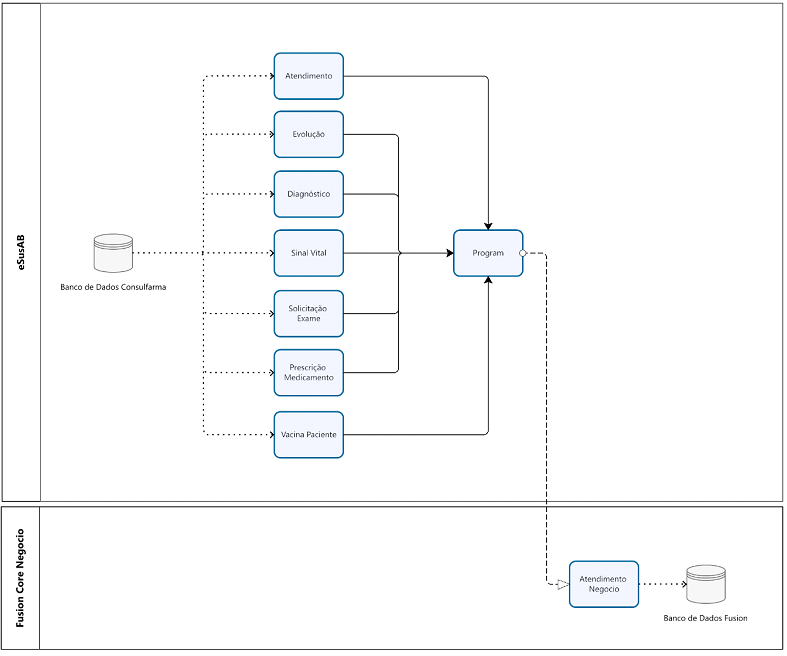 eSusAB
Atendimento
Evolução
Diagnóstico
Sinal Vital
Program
Banco de Dados Consulfarma
Solicitação
Exame
Prescrição
Medicamento
Vacina Paciente
Fusion Core Negocio
Atendimento
Negocio
Banco de Dados Fusion